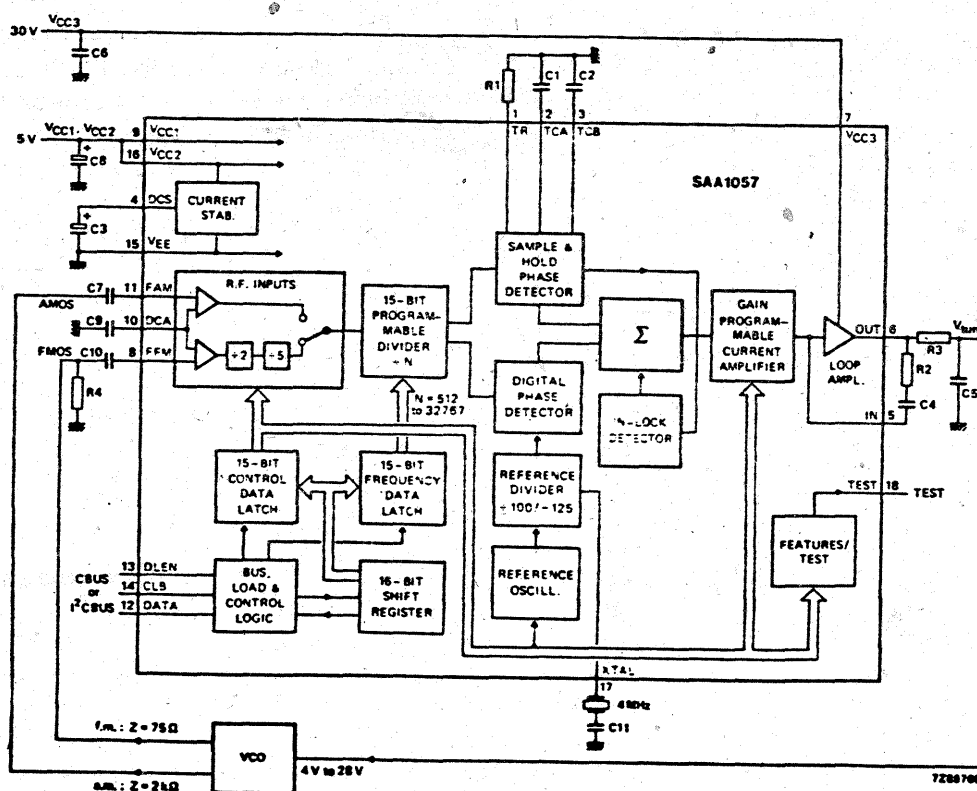 VCC3
30 V
C6
R1
C1
C2
1
2
3
TR
TCA
TCB
7
VCC3
VCC1, VCC2
5 V
9
VCC1
16
VCC2
C8
SAA1057
4
DCS
CURRENT
STAB.
C3
15
VEE
SAMPLE &
HOLD
PHASE
DETECTOR
R.F. INPUTS
C7
11
FAM
AMOS
C9
10
DCA
FMOS
C10
8
FFM
÷2
÷5
R4
15-BIT
PROGRAM-
MABLE
DIVIDER
÷ N
Σ
GAIN
PROGRAM-
MABLE
CURRENT
AMPLIFIER
OUT
6
R3
LOOP
AMPL.
R2
C4
C5
IN
5
N = 512
to 32767
DIGITAL
PHASE
DETECTOR
IN-LOCK
DETECTOR
15-BIT
CONTROL
DATA
LATCH
15-BIT
FREQUENCY
DATA
LATCH
REFERENCE
DIVIDER
÷100/÷125
TEST
18
TEST
FEATURES/
TEST
13
DLEN
CBUS
or
I²CBUS
14
CLB
12
DATA
BUS,
LOAD &
CONTROL
LOGIC
16-BIT
SHIFT
REGISTER
REFERENCE
OSCILL.
XTAL
17
4MHz
C11
f.m. : Z = 75 Ω
VCO
4 V to 28 V
a.m. : Z = 2 kΩ